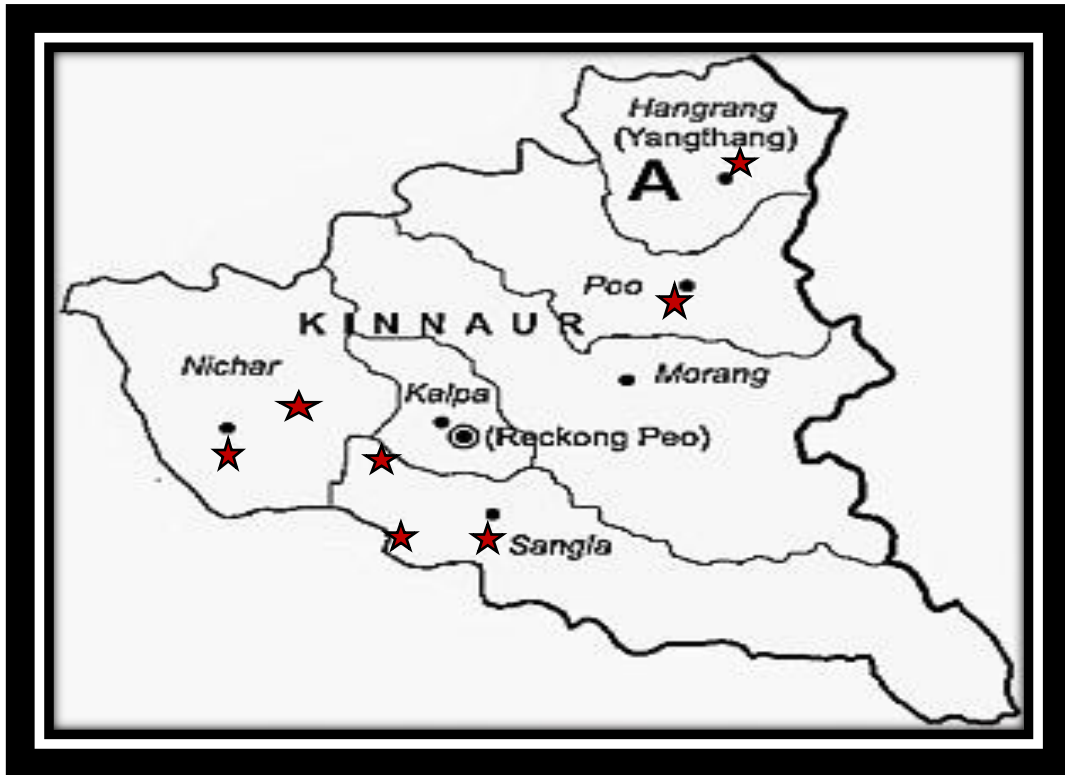 Hangrang
(Yangthang)
A
Poo
KINNAUR
Nichar
Morang
Kalpa
(Reckong Peo)
Sangla